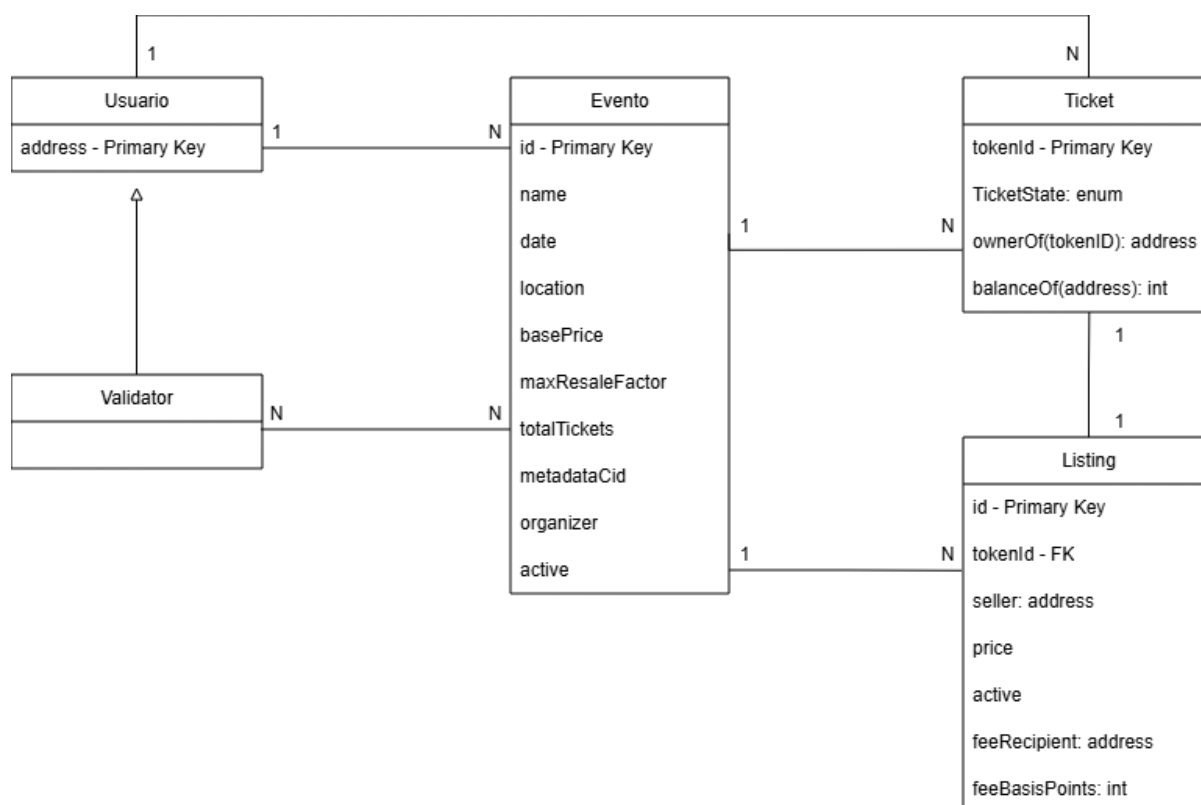 1
N
Usuario
address - Primary Key
1
N
Evento
id - Primary Key
name
date
location
basePrice
maxResaleFactor
totalTickets
metadataCid
organizer
active
Ticket
tokenId - Primary Key
TicketState: enum
ownerOf(tokenID): address
balanceOf(address): int
1
N
Validator
N
N
1
1
1
N
Listing
id - Primary Key
tokenId - FK
seller: address
price
active
feeRecipient: address
feeBasisPoints: int